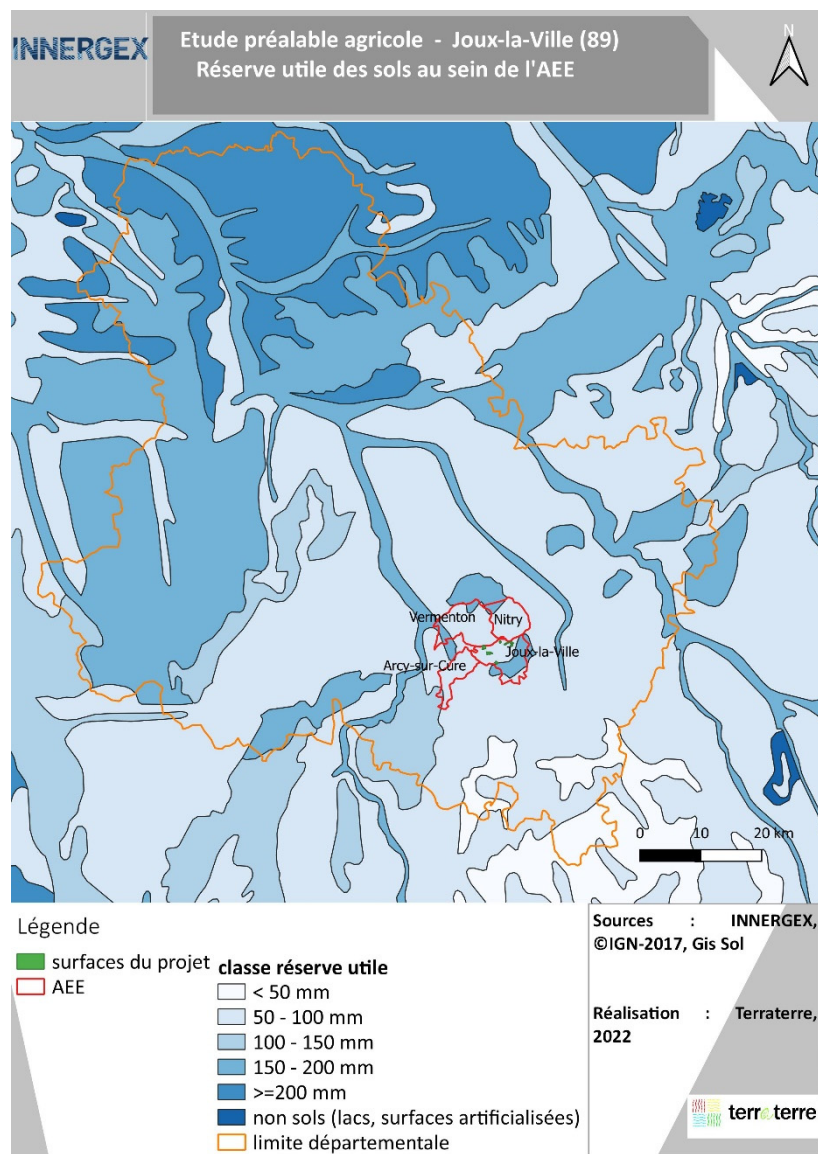 INNERGEX
Etude préalable agricole - Joux-la-Ville (89)
Réserve utile des sols au sein de l'AEE
N
Vermenton
Nitry
Joux-la-Ville
Arcy-sur-Cure
0 10 20 km
Légende
surfaces du projet
AEE
classe réserve utile
< 50 mm
50 - 100 mm
100 - 150 mm
150 - 200 mm
>=200 mm
non sols (lacs, surfaces artificialisées)
limite départementale
Sources : INNERGEX,
©IGN-2017, Gis Sol
Réalisation : Terraterre,
2022
terraterre